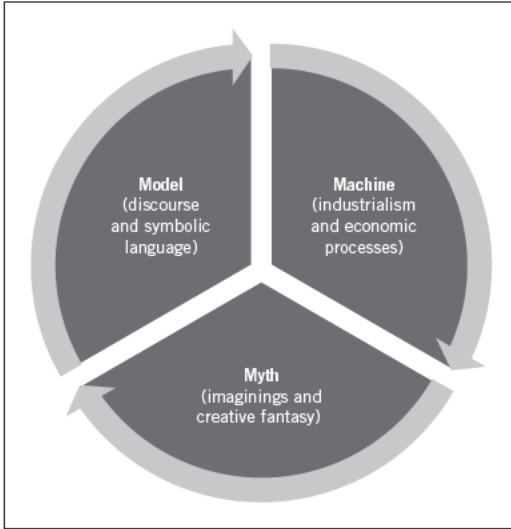 Model
(discourse
and symbolic
language)
Machine
(industrialism
and economic
processes)
Myth
(imaginings and
creative fantasy)